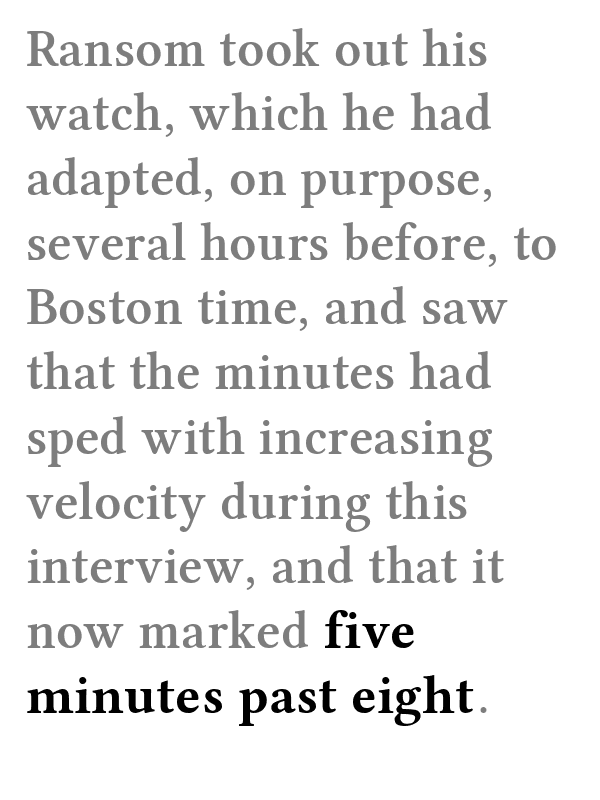 Ransom took out his
watch, which he had
adapted, on purpose,
several hours before, to
Boston time, and saw
that the minutes had
sped with increasing
velocity during this
interview, and that it
now marked five
minutes past eight.